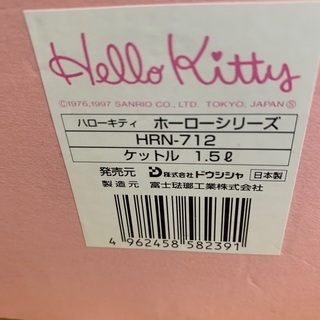 Hello Kitty
©1976,1997 SANRIO CO., LTD. TOKYO, JAPAN Ⓢ
ハローキティ ホーローシリーズ
HRN-712
ケットル 1.5ℓ
発売元 株式会社ドウシシャ 日本製
製造元 富士琺瑯工業株式会社
4 962458 582391